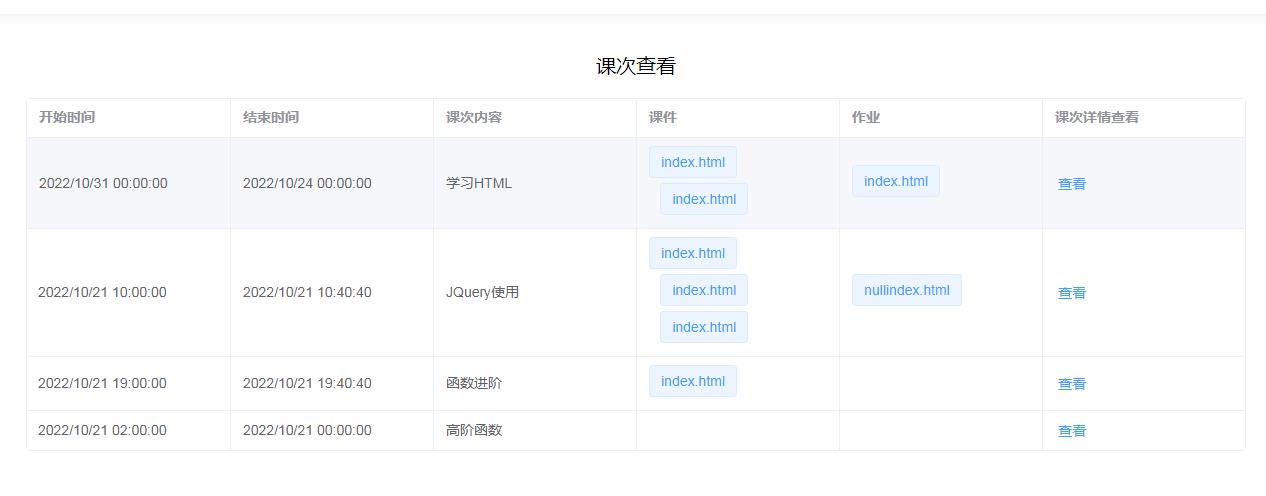 课次查看
开始时间 结束时间 课次内容 课件 作业 课次详情查看
2022/10/31 00:00:00 2022/10/24 00:00:00 学习HTML index.html index.html 查看
index.html
2022/10/21 10:00:00 2022/10/21 10:40:40 JQuery使用 index.html nullindex.html 查看
index.html
index.html
2022/10/21 19:00:00 2022/10/21 19:40:40 函数进阶 index.html 查看
2022/10/21 02:00:00 2022/10/21 00:00:00 高阶函数 查看